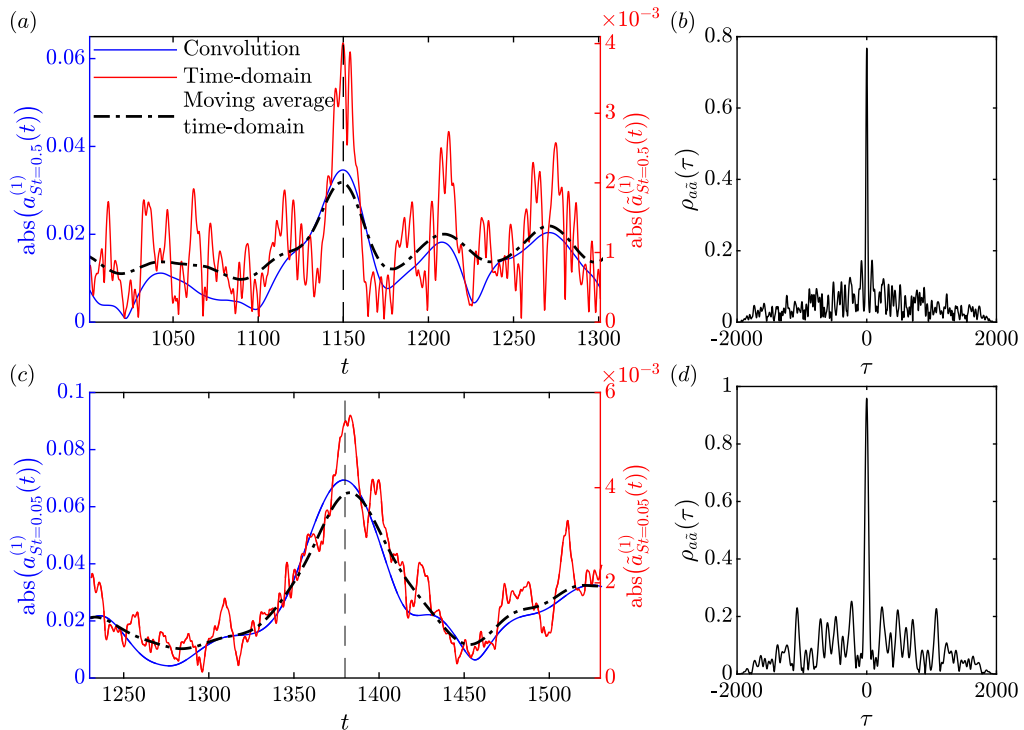 (a)
×10⁻³
(b)
Convolution
Time-domain
Moving average
time-domain
0.06
0.04
0.02
0
abs(a_{St=0.5}^{(1)}(t))
4
3
2
1
0
abs(ã_{St=0.5}^{(1)}(t))
1050 1100 1150 1200 1250 1300
t
0.8
0.6
0.4
0.2
0
ρ_{aã}(τ)
-2000 0 2000
τ
(c)
×10⁻³
(d)
0.1
0.08
0.06
0.04
0.02
0
abs(a_{St=0.05}^{(1)}(t))
6
4
2
0
abs(ã_{St=0.05}^{(1)}(t))
1250 1300 1350 1400 1450 1500
t
1
0.8
0.6
0.4
0.2
0
ρ_{aã}(τ)
-2000 0 2000
τ